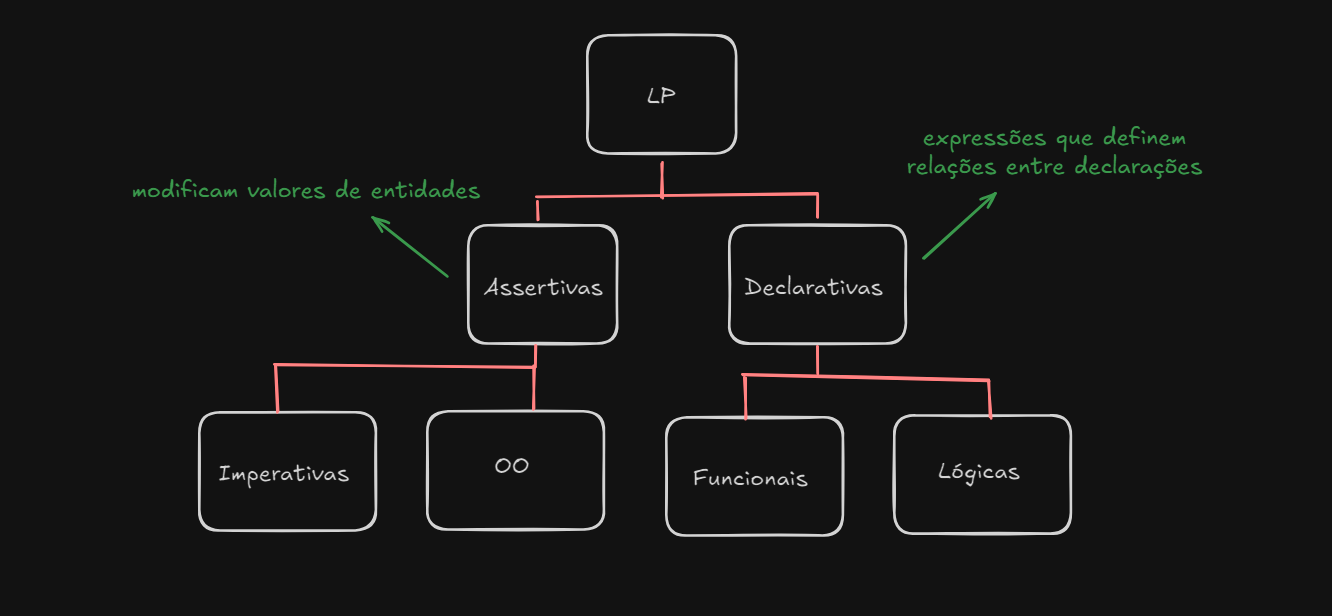 LP
expressões que definem
relações entre declarações
modificam valores de entidades
Assertivas
Declarativas
Imperativas
OO
Funcionais
Lógicas